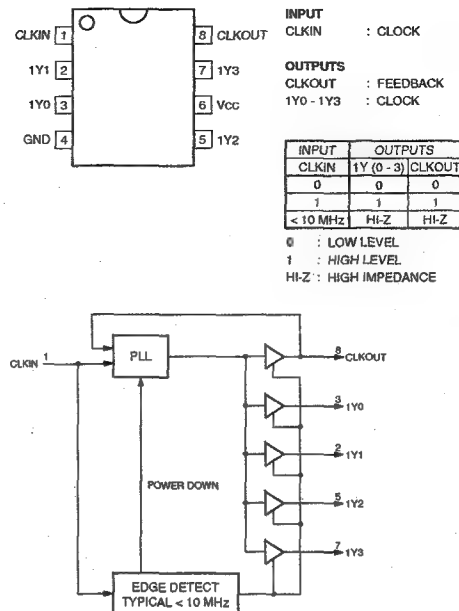 CLKIN 1 8 CLKOUT
1Y1 2 7 1Y3
1Y0 3 6 Vcc
GND 4 5 1Y2
INPUT
CLKIN : CLOCK
OUTPUTS
CLKOUT : FEEDBACK
1Y0 - 1Y3 : CLOCK
INPUT OUTPUTS
CLKIN 1Y (0 - 3) CLKOUT
0 0 0
1 1 1
< 10 MHz HI-Z HI-Z
0 : LOW LEVEL
1 : HIGH LEVEL
HI-Z : HIGH IMPEDANCE
CLKIN 1
PLL
8 CLKOUT
3 1Y0
2 1Y1
POWER DOWN
5 1Y2
7 1Y3
EDGE DETECT
TYPICAL < 10 MHz